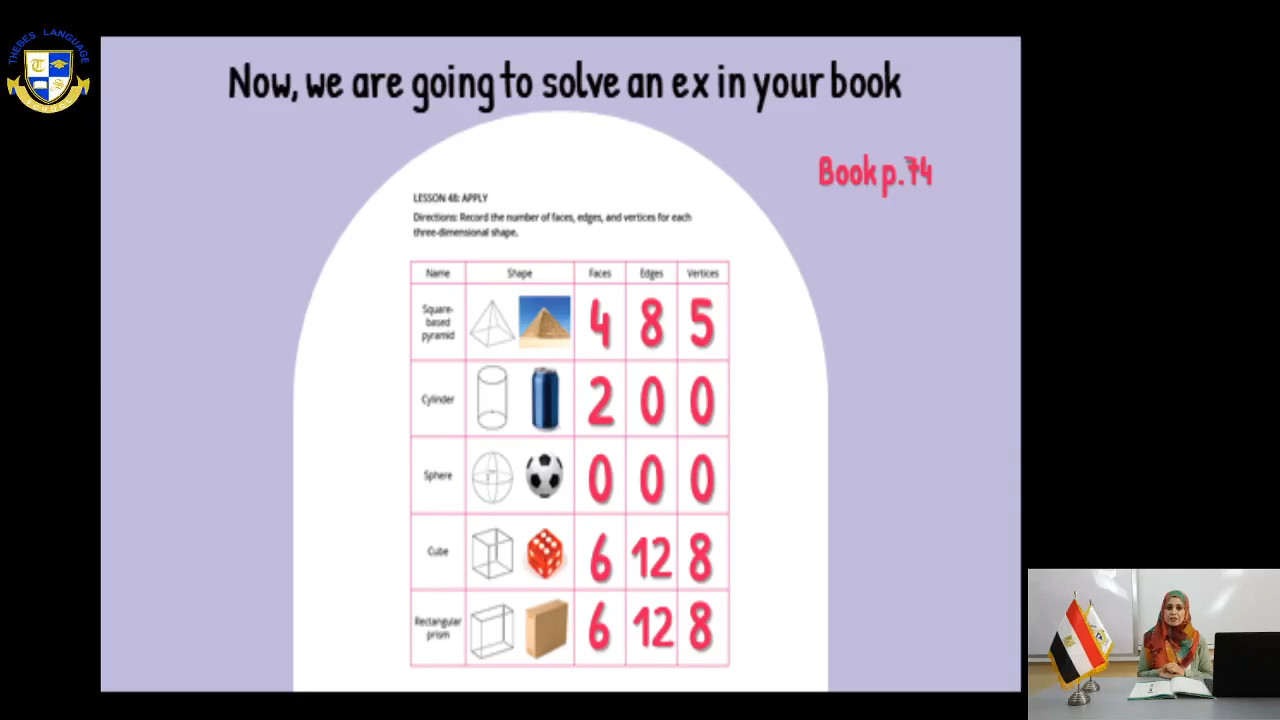 THEBES LANGUAGE
T
S
SCHOOL
Now, we are going to solve an ex in your book
Book p.74
LESSON 48: APPLY
Directions: Record the number of faces, edges, and vertices for each
three-dimensional shape.
Name Shape Faces Edges Vertices
Square-
based
pyramid
4 8 5
Cylinder 2 0 0
Sphere 0 0 0
Cube 6 12 8
Rectangular
prism
6 12 8